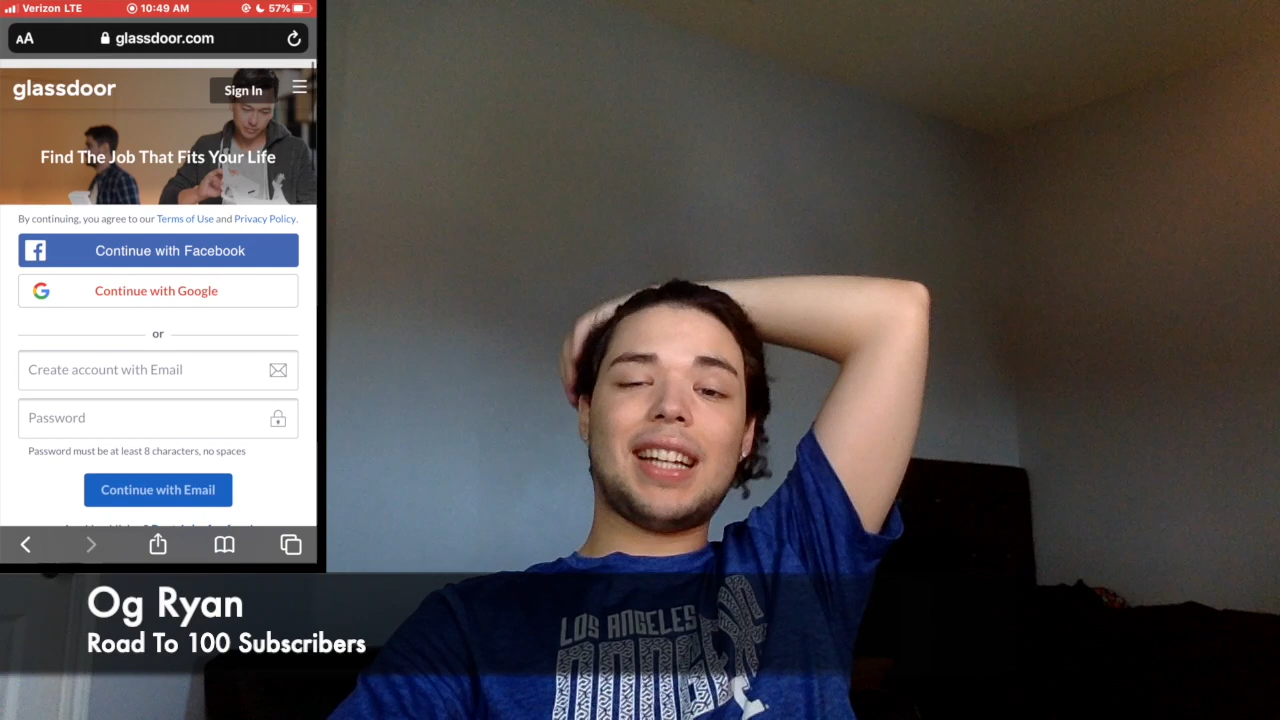 Verizon LTE 10:49 AM 57%
AA glassdoor.com
glassdoor Sign In
Find The Job That Fits Your Life
By continuing, you agree to our Terms of Use and Privacy Policy.
Continue with Facebook
Continue with Google
or
Create account with Email
Password
Password must be at least 8 characters, no spaces
Continue with Email
Og Ryan
Road To 100 Subscribers
LOS ANGELES